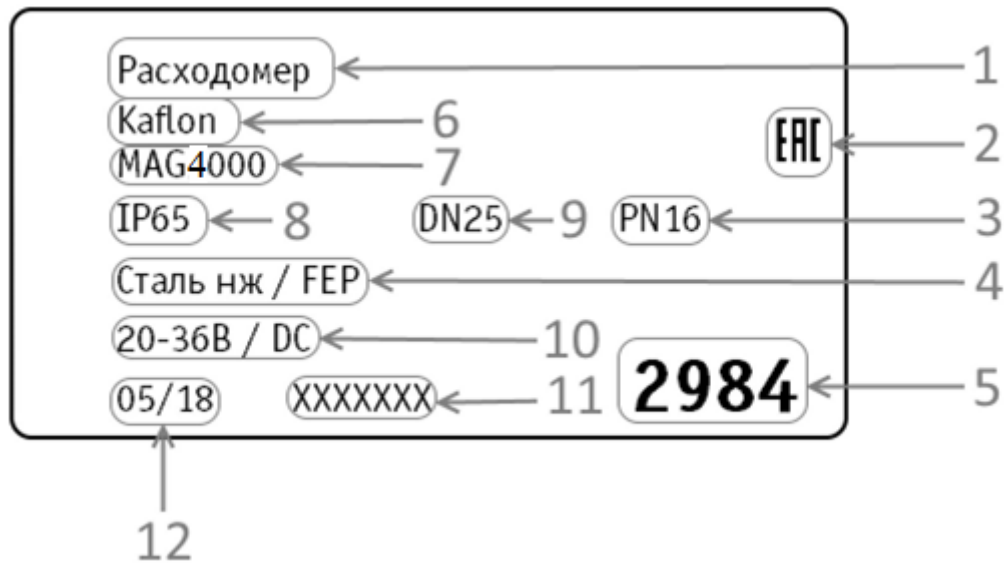 Расходомер 1
Kaflon 6
EAC 2
MAG4000 7
IP65 8 DN25 9 PN16 3
Сталь нж / FEP 4
20-36В / DC 10
05/18 XXXXXXX 11 2984 5
12